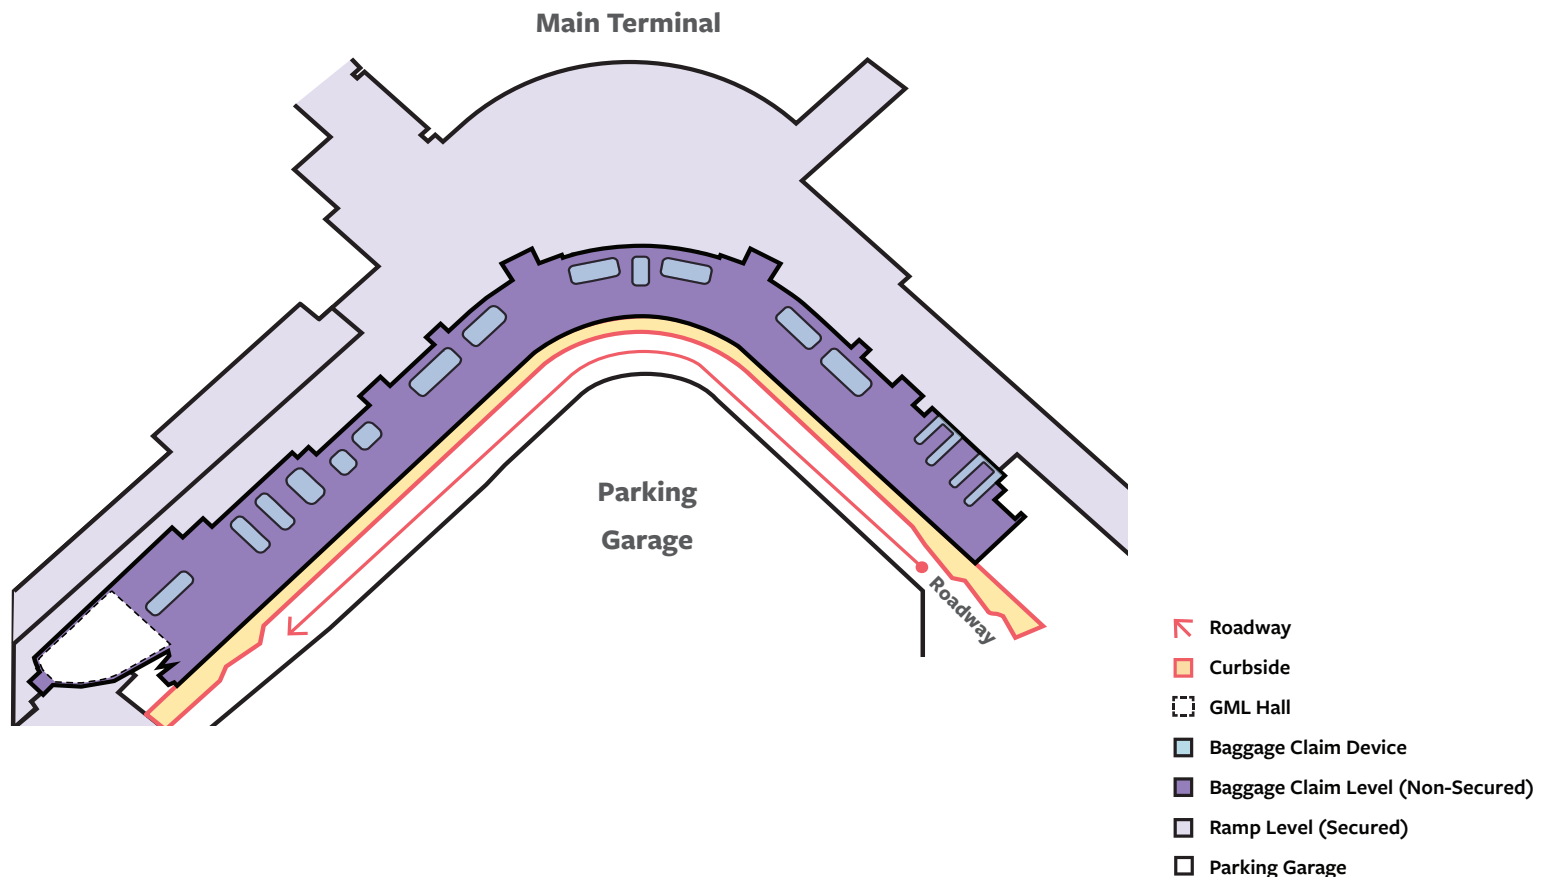 Main Terminal
Parking
Garage
Roadway
Roadway
Curbside
GML Hall
Baggage Claim Device
Baggage Claim Level (Non-Secured)
Ramp Level (Secured)
Parking Garage